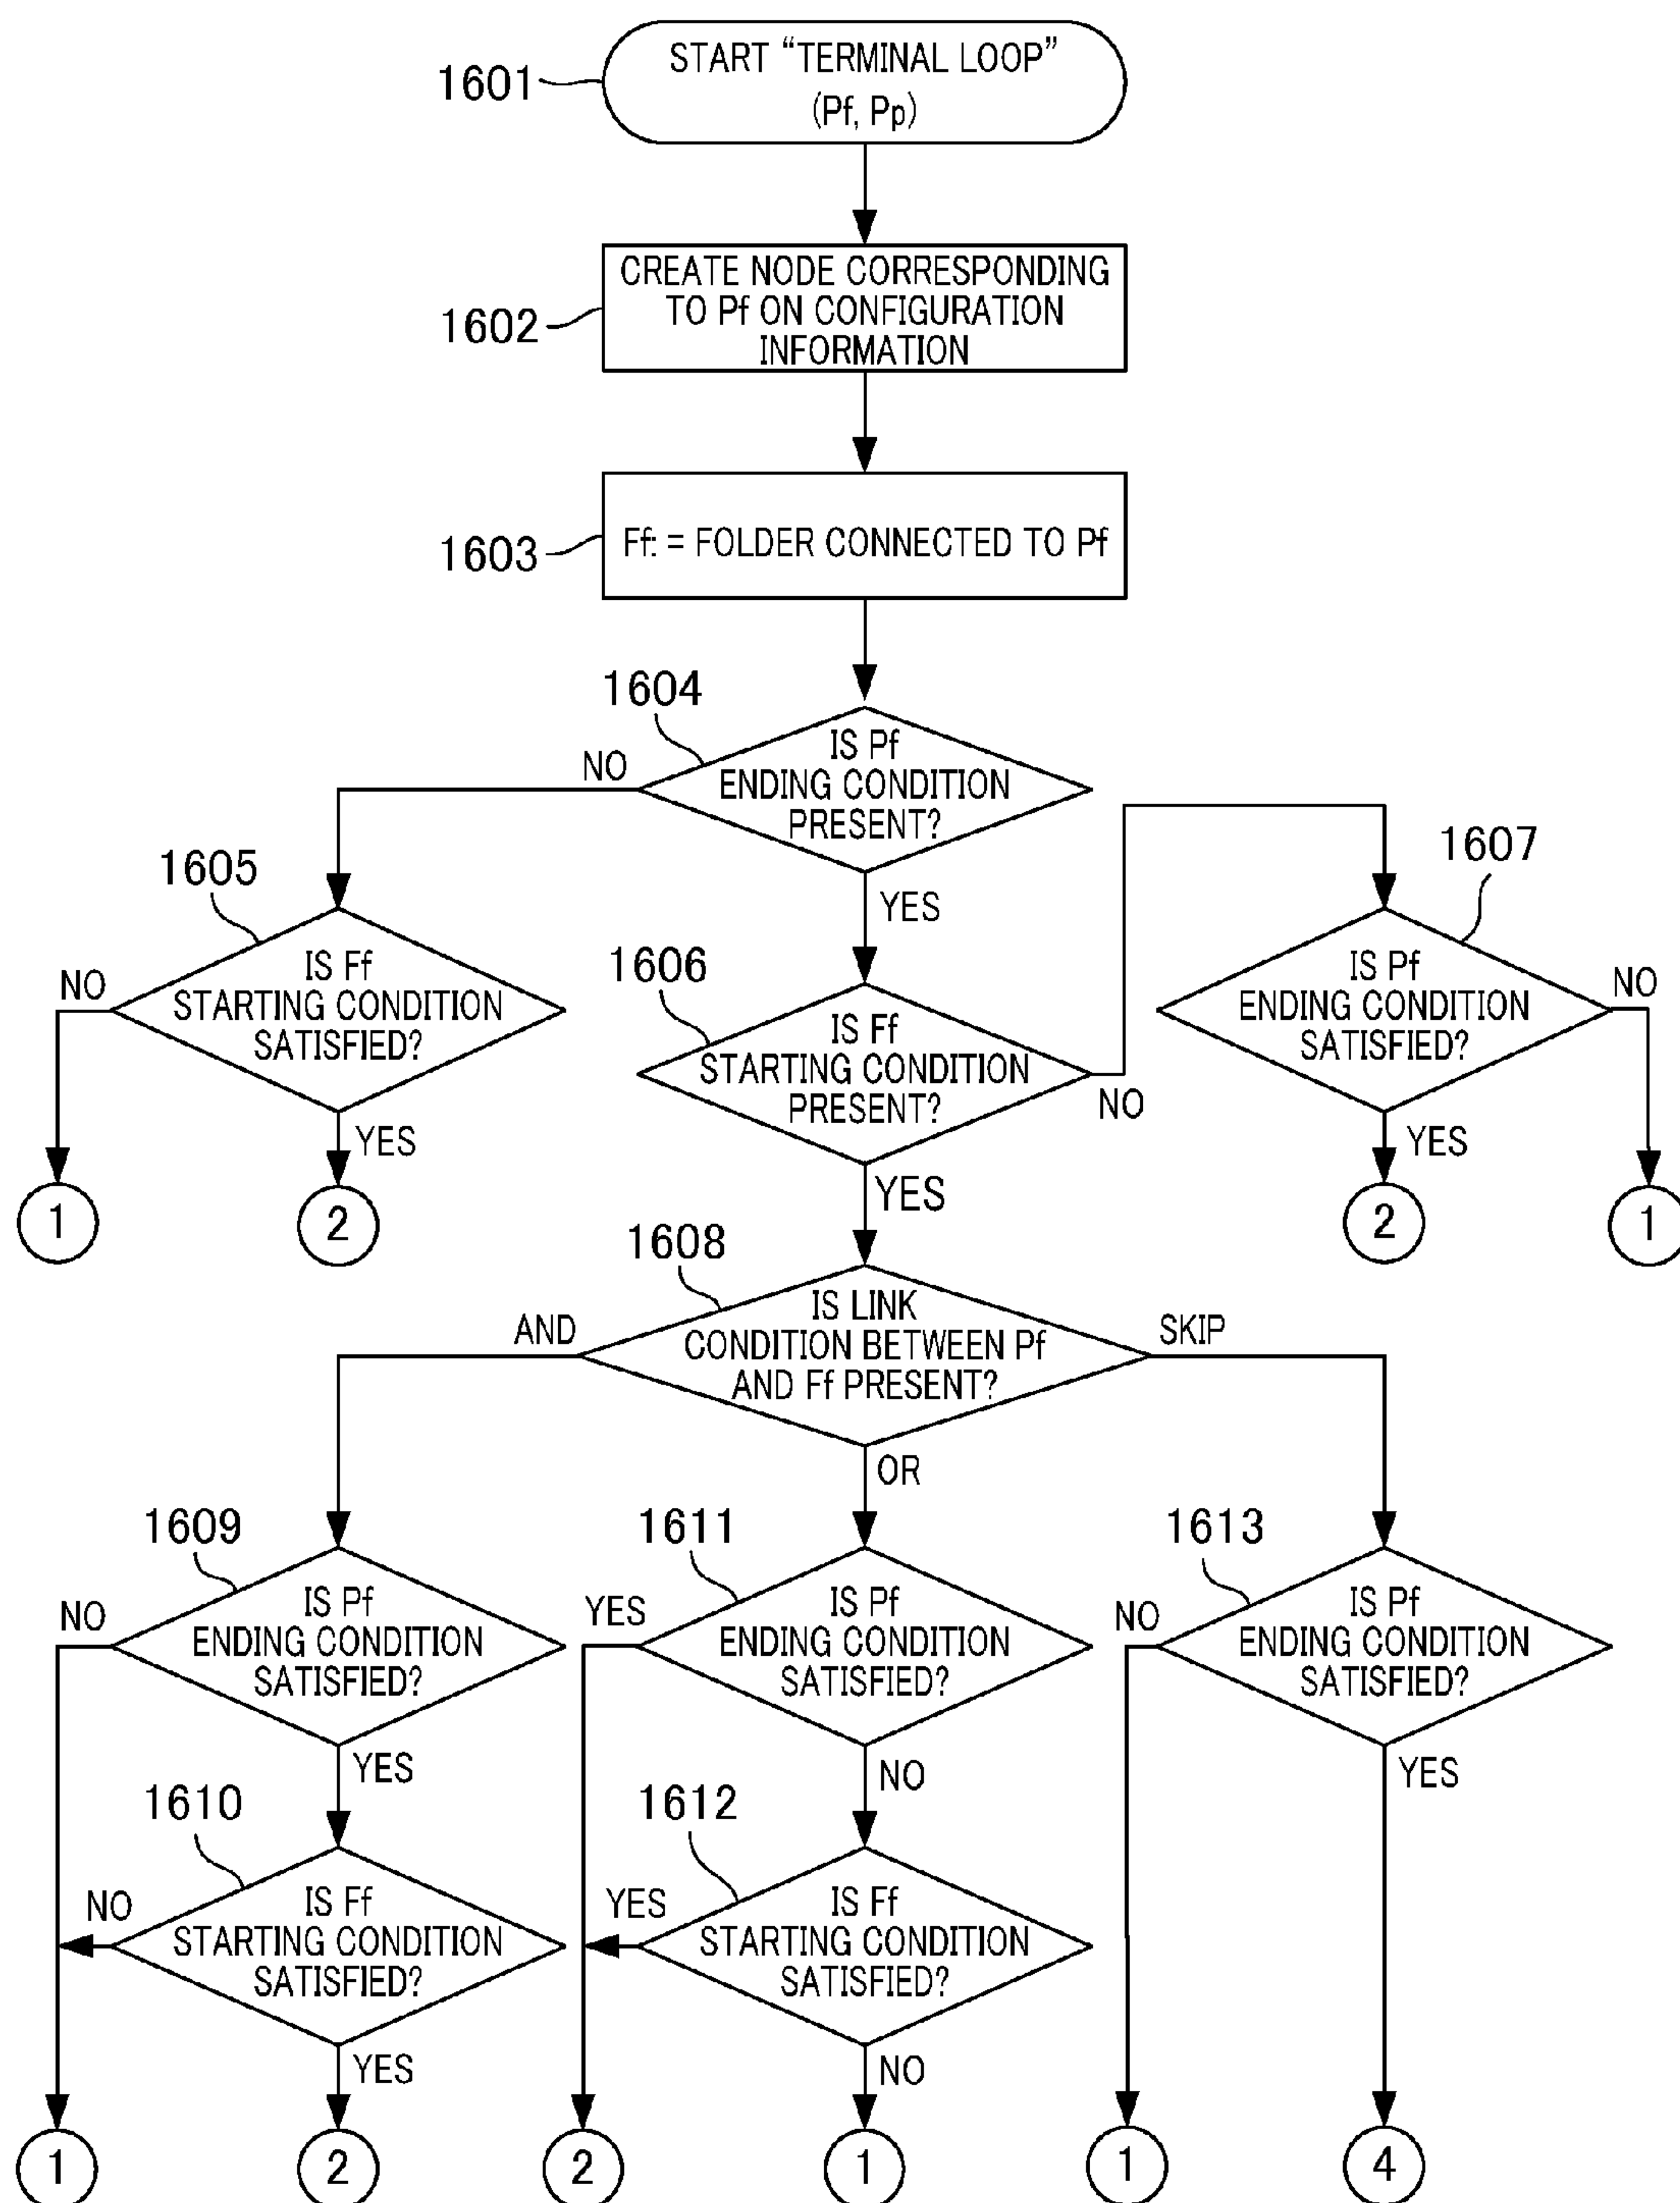 1601
START “TERMINAL LOOP”
(Pf, Pp)
1602
CREATE NODE CORRESPONDING
TO Pf ON CONFIGURATION
INFORMATION
1603
Ff: = FOLDER CONNECTED TO Pf
1604
IS Pf
ENDING CONDITION
PRESENT?
NO
YES
1605
IS Ff
STARTING CONDITION
SATISFIED?
NO
YES
1
2
1606
IS Ff
STARTING CONDITION
PRESENT?
NO
YES
1607
IS Pf
ENDING CONDITION
SATISFIED?
NO
YES
2
1
1608
IS LINK
CONDITION BETWEEN Pf
AND Ff PRESENT?
AND
OR
SKIP
1609
IS Pf
ENDING CONDITION
SATISFIED?
NO
YES
1610
IS Ff
STARTING CONDITION
SATISFIED?
NO
YES
1
2
1611
IS Pf
ENDING CONDITION
SATISFIED?
YES
NO
1612
IS Ff
STARTING CONDITION
SATISFIED?
YES
NO
2
1
1613
IS Pf
ENDING CONDITION
SATISFIED?
NO
YES
1
4